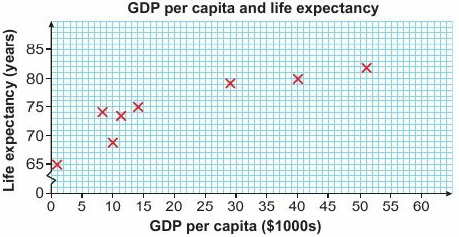 GDP per capita and life expectancy
Life expectancy (years)
85
80
75
70
65
0
0 5 10 15 20 25 30 35 40 45 50 55 60
GDP per capita ($1000s)